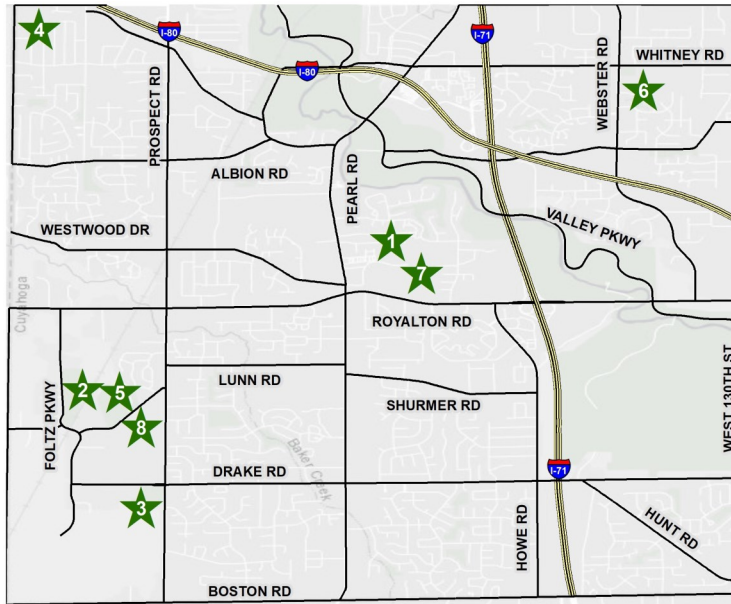 4
I-80
I-71
I-80
WHITNEY RD
WEBSTER RD
6
PROSPECT RD
ALBION RD
PEARL RD
WESTWOOD DR
VALLEY PKWY
1
7
Cuyahoga
ROYALTON RD
LUNN RD
SHURMER RD
WEST 130TH ST
FOLTZ PKWY
2
5
8
Baker Creek
DRAKE RD
I-71
3
HOWE RD
HUNT RD
BOSTON RD